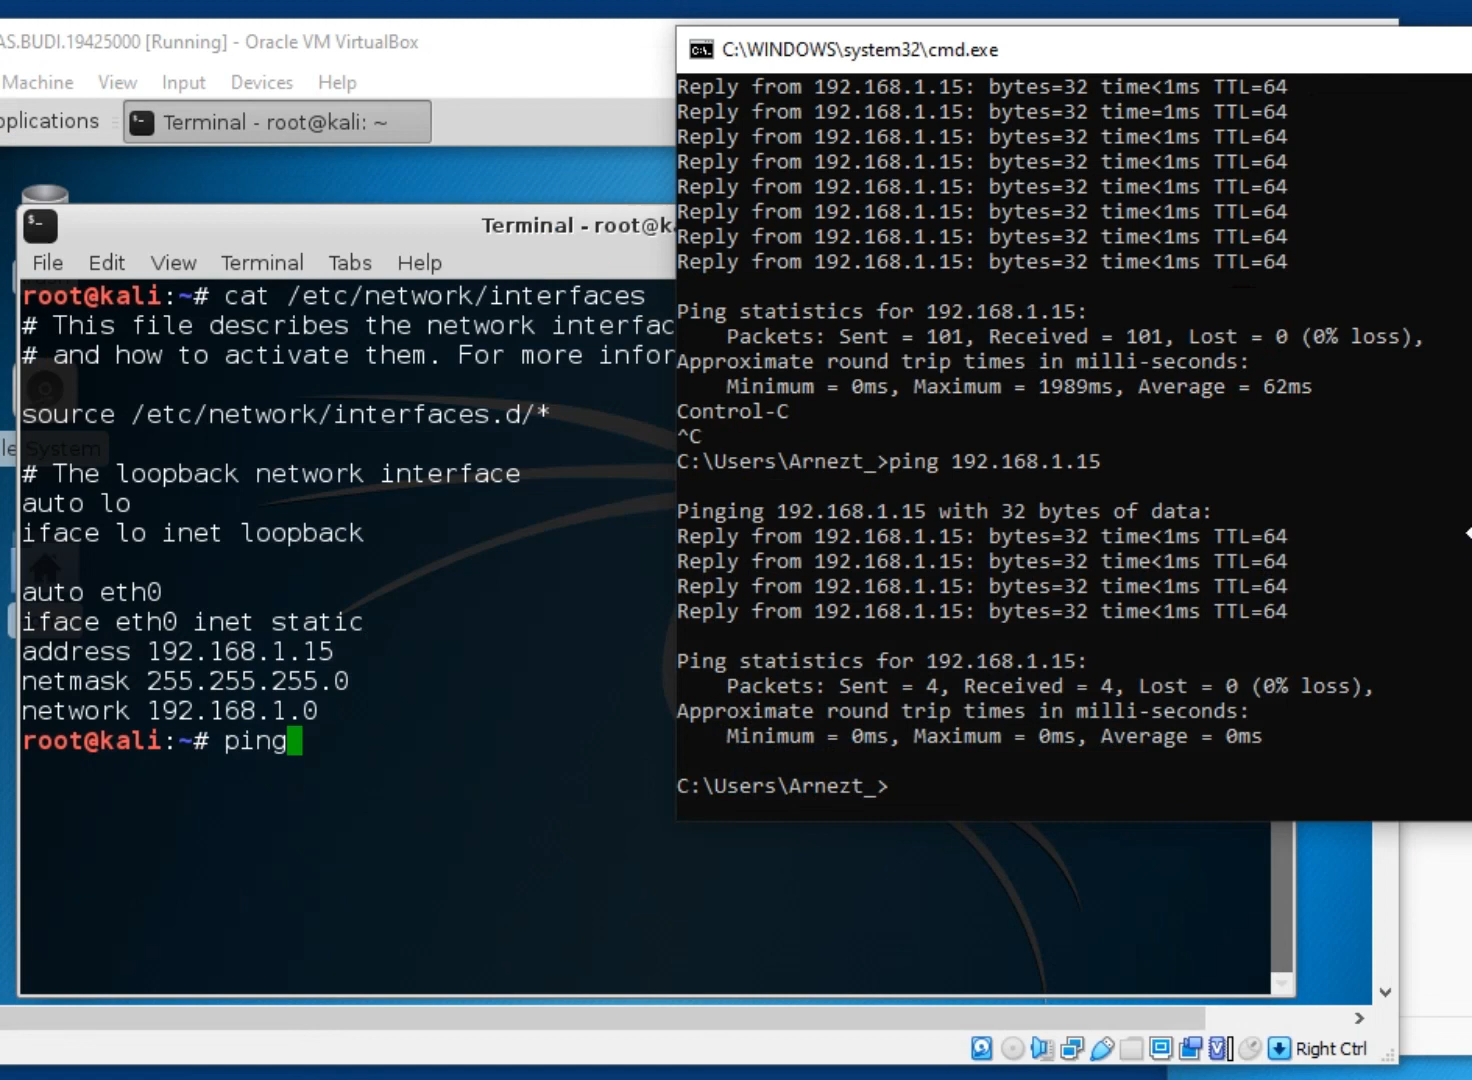 AS.BUDI.19425000 [Running] - Oracle VM VirtualBox
Machine View Input Devices Help
pplications Terminal - root@kali: ~
Terminal - root@k
File Edit View Terminal Tabs Help
root@kali:~# cat /etc/network/interfaces
# This file describes the network interfac
# and how to activate them. For more infor
source /etc/network/interfaces.d/*
le System
# The loopback network interface
auto lo
iface lo inet loopback
auto eth0
iface eth0 inet static
address 192.168.1.15
netmask 255.255.255.0
network 192.168.1.0
root@kali:~# ping
C:\WINDOWS\system32\cmd.exe
Reply from 192.168.1.15: bytes=32 time<1ms TTL=64
Reply from 192.168.1.15: bytes=32 time=1ms TTL=64
Reply from 192.168.1.15: bytes=32 time<1ms TTL=64
Reply from 192.168.1.15: bytes=32 time<1ms TTL=64
Reply from 192.168.1.15: bytes=32 time<1ms TTL=64
Reply from 192.168.1.15: bytes=32 time<1ms TTL=64
Reply from 192.168.1.15: bytes=32 time<1ms TTL=64
Reply from 192.168.1.15: bytes=32 time<1ms TTL=64
Ping statistics for 192.168.1.15:
Packets: Sent = 101, Received = 101, Lost = 0 (0% loss),
Approximate round trip times in milli-seconds:
Minimum = 0ms, Maximum = 1989ms, Average = 62ms
Control-C
^C
C:\Users\Arnezt_>ping 192.168.1.15
Pinging 192.168.1.15 with 32 bytes of data:
Reply from 192.168.1.15: bytes=32 time<1ms TTL=64
Reply from 192.168.1.15: bytes=32 time<1ms TTL=64
Reply from 192.168.1.15: bytes=32 time<1ms TTL=64
Reply from 192.168.1.15: bytes=32 time<1ms TTL=64
Ping statistics for 192.168.1.15:
Packets: Sent = 4, Received = 4, Lost = 0 (0% loss),
Approximate round trip times in milli-seconds:
Minimum = 0ms, Maximum = 0ms, Average = 0ms
C:\Users\Arnezt_>
Right Ctrl